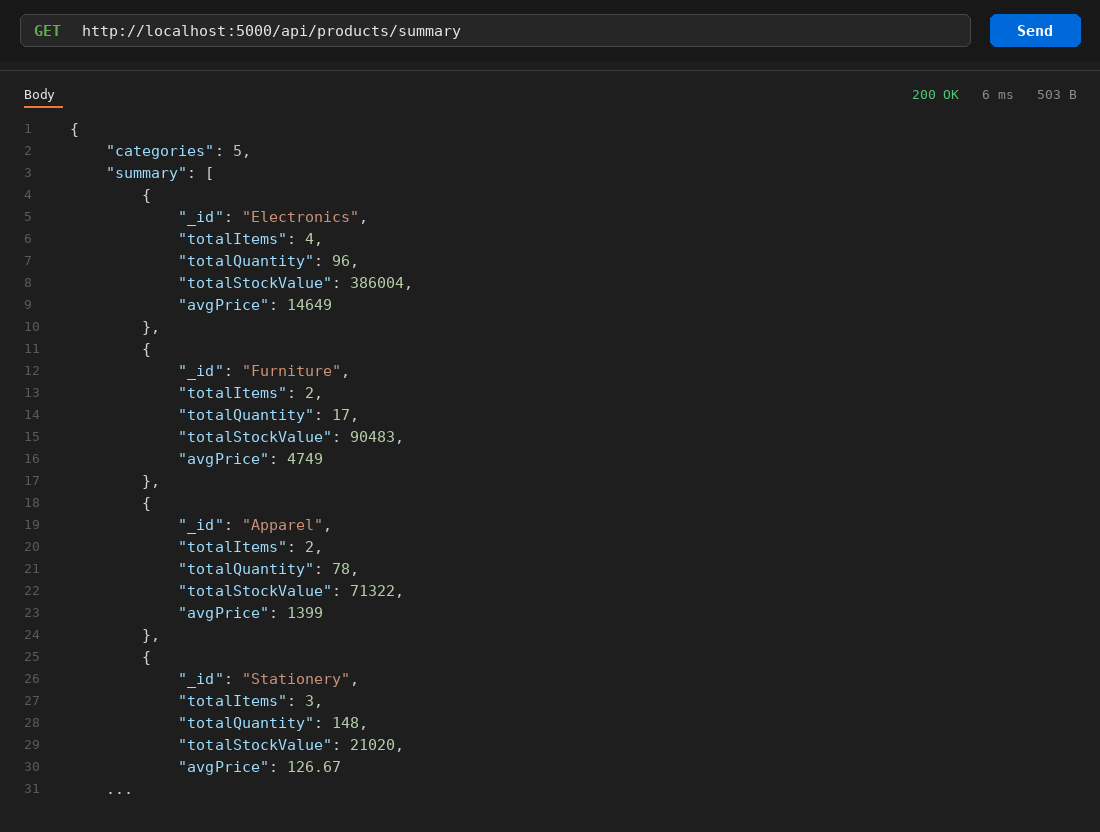 GET http://localhost:5000/api/products/summary Send
Body 200 OK 6 ms 503 B
1 {
2 "categories": 5,
3 "summary": [
4 {
5 "_id": "Electronics",
6 "totalItems": 4,
7 "totalQuantity": 96,
8 "totalStockValue": 386004,
9 "avgPrice": 14649
10 },
11 {
12 "_id": "Furniture",
13 "totalItems": 2,
14 "totalQuantity": 17,
15 "totalStockValue": 90483,
16 "avgPrice": 4749
17 },
18 {
19 "_id": "Apparel",
20 "totalItems": 2,
21 "totalQuantity": 78,
22 "totalStockValue": 71322,
23 "avgPrice": 1399
24 },
25 {
26 "_id": "Stationery",
27 "totalItems": 3,
28 "totalQuantity": 148,
29 "totalStockValue": 21020,
30 "avgPrice": 126.67
31 ...